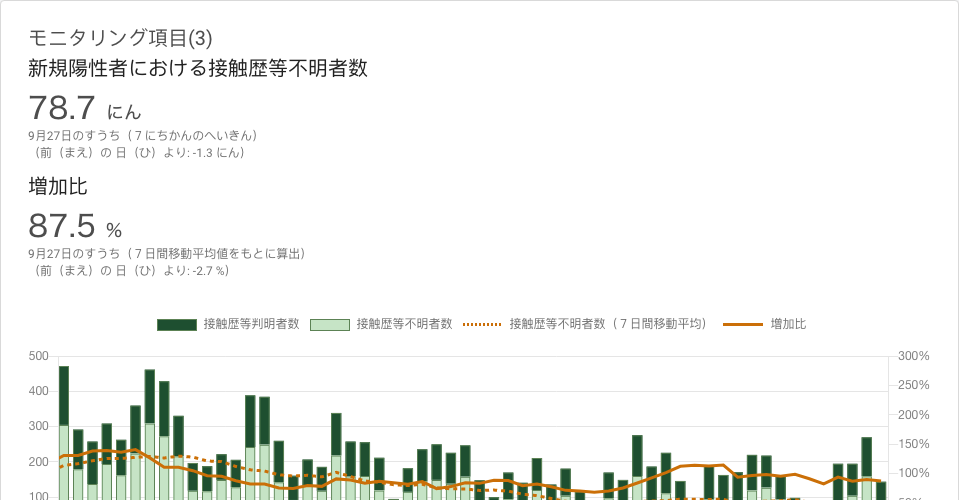 モニタリング項目(3)
新規陽性者における接触歴等不明者数
78.7 にん
9月27日のすうち（７にちかんのへいきん）
（前（まえ）の 日（ひ）より: -1.3 にん）
増加比
87.5 %
9月27日のすうち（７日間移動平均値をもとに算出）
（前（まえ）の 日（ひ）より: -2.7 %）
接触歴等判明者数 接触歴等不明者数 接触歴等不明者数（７日間移動平均） 増加比
500 300%
250%
400
200%
300
150%
200
100%
100
50%